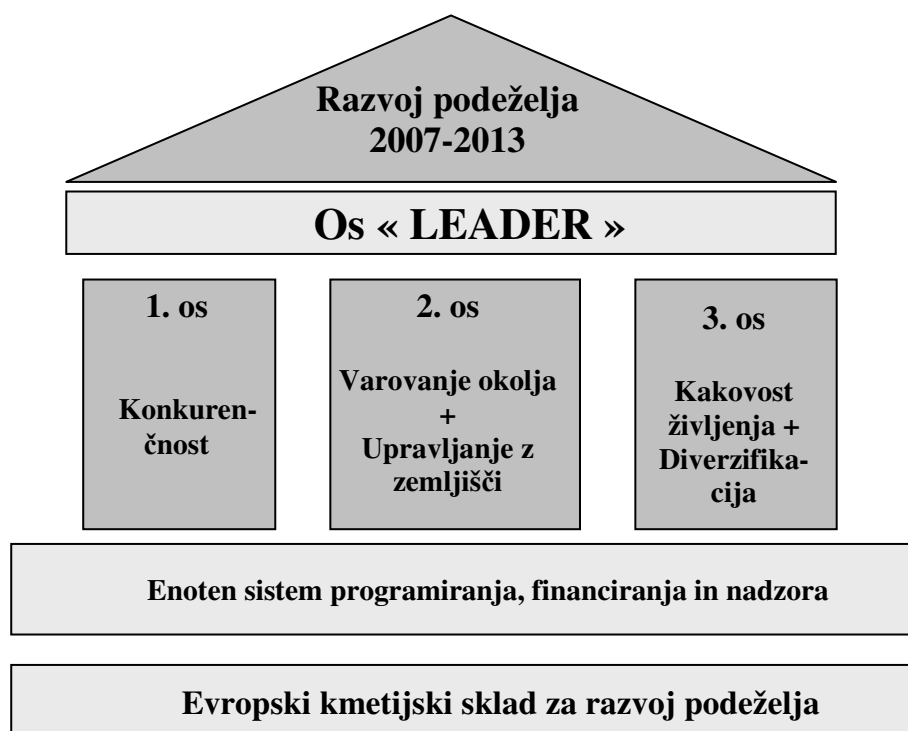 Razvoj podeželja
2007-2013
Os « LEADER »
1. os
Konkuren-
čnost
2. os
Varovanje okolja
+
Upravljanje z
zemljišči
3. os
Kakovost
življenja +
Diverzifika-
cija
Enoten sistem programiranja, financiranja in nadzora
Evropski kmetijski sklad za razvoj podeželja